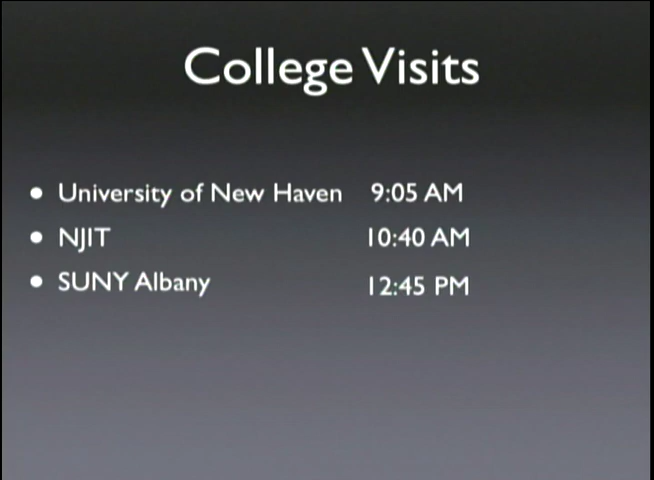 College Visits
• University of New Haven 9:05 AM
• NJIT 10:40 AM
• SUNY Albany 12:45 PM